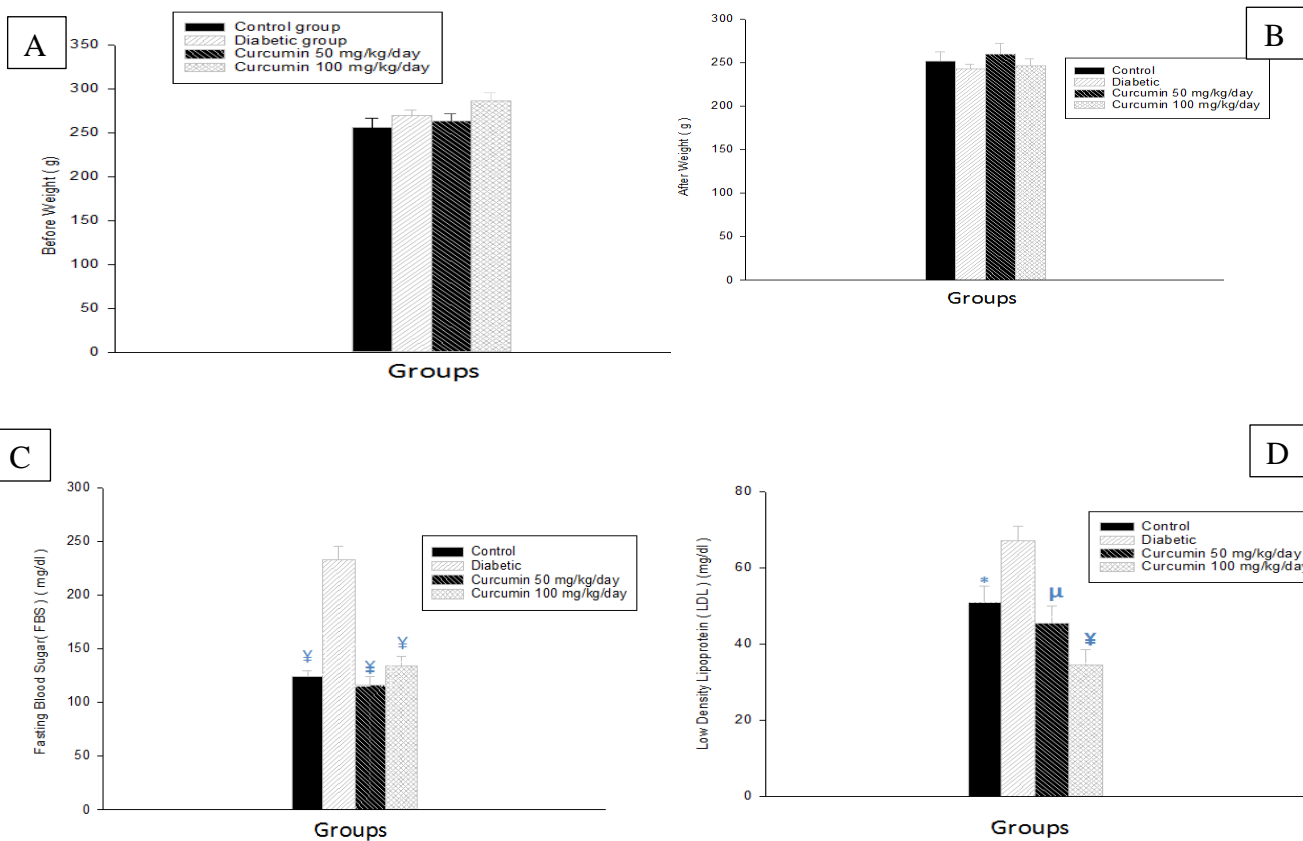 A
Control group
Diabetic group
Curcumin 50 mg/kg/day
Curcumin 100 mg/kg/day
350
300
250
200
150
100
50
0
Before Weight ( g)
Groups
B
300
250
200
150
100
50
0
After Weight ( g )
Control
Diabetic
Curcumin 50 mg/kg/day
Curcumin 100 mg/kg/day
Groups
C
300
250
200
150
100
50
0
Fasting Blood Sugar( FBS ) ( mg/dl )
Control
Diabetic
Curcumin 50 mg/kg/day
Curcumin 100 mg/kg/day
¥
¥
¥
Groups
D
80
60
40
20
0
Low Density Lipoprotein ( LDL ) (mg/dl )
Control
Diabetic
Curcumin 50 mg/kg/day
Curcumin 100 mg/kg/day
*
µ
¥
Groups